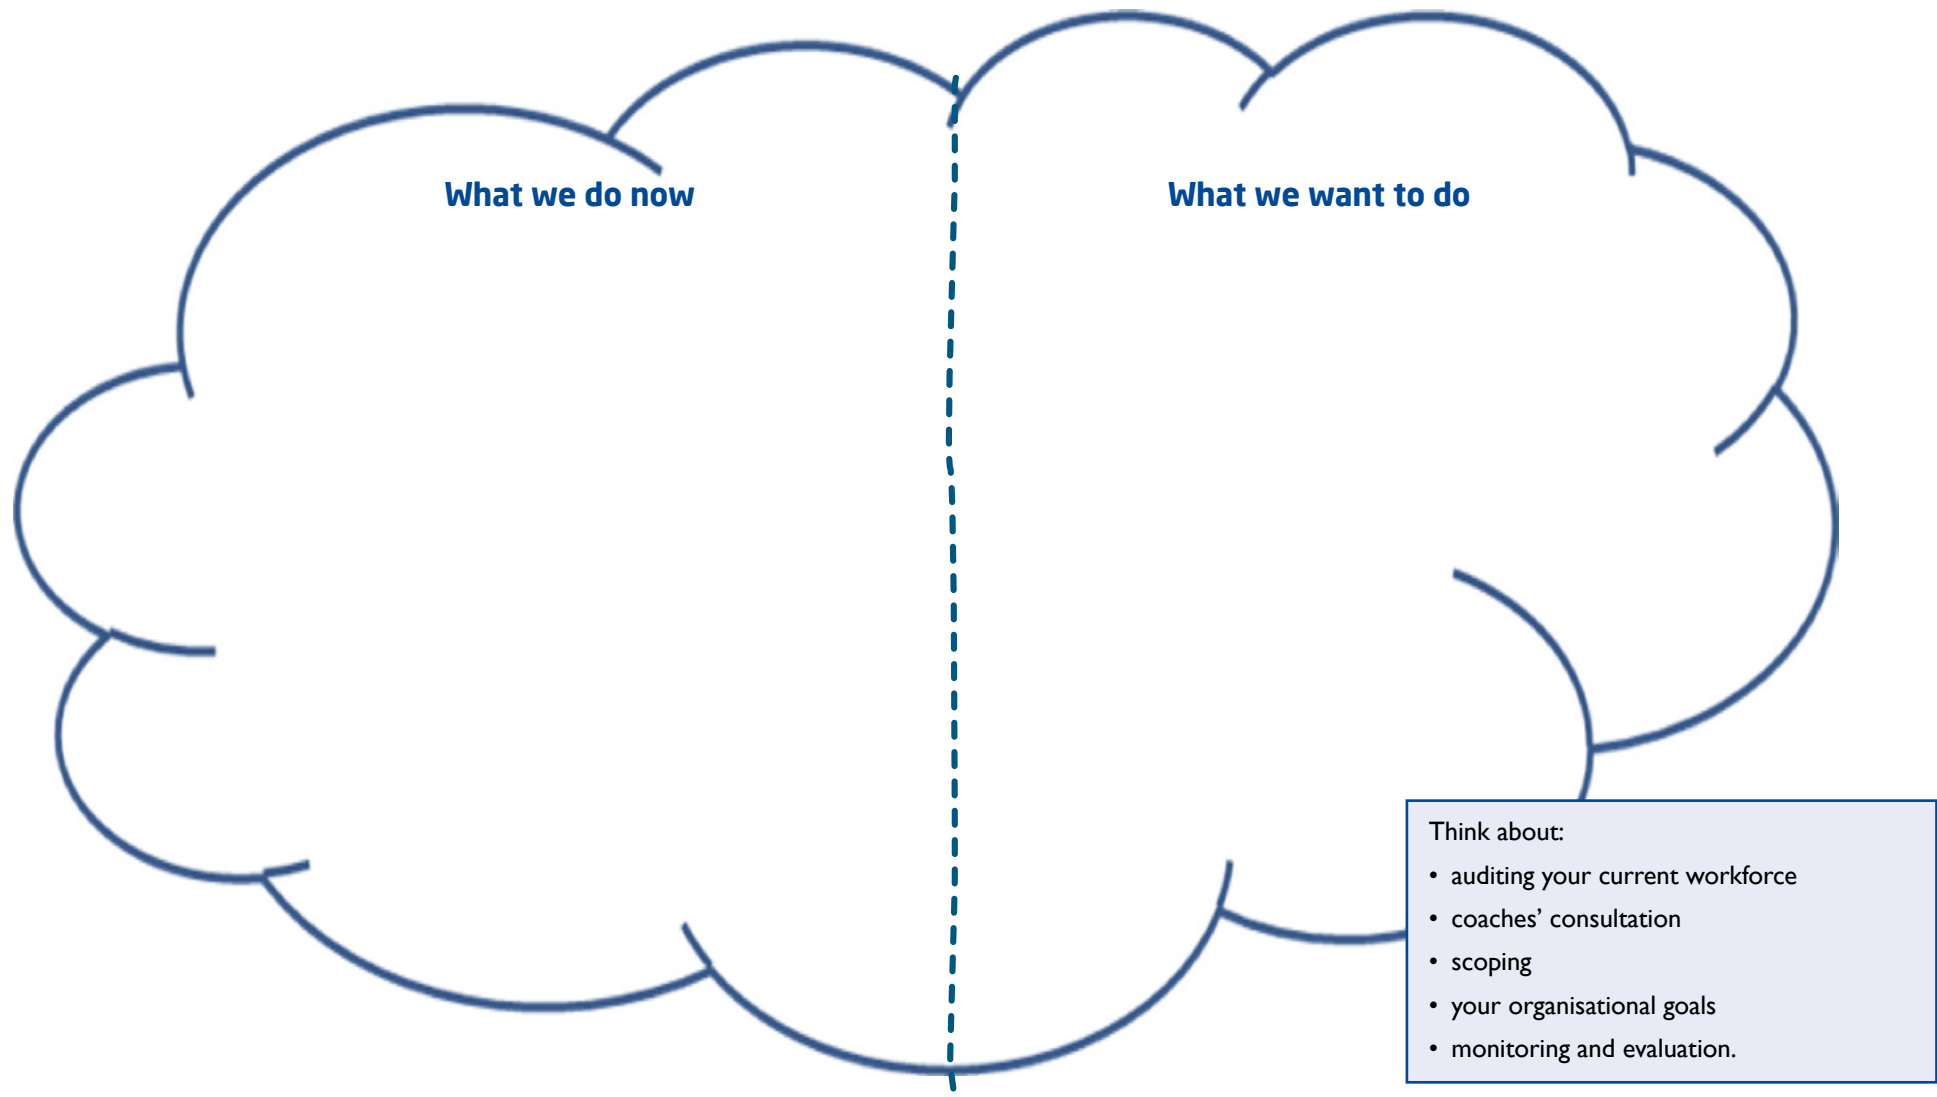 What we do now
What we want to do
Think about:
• auditing your current workforce
• coaches’ consultation
• scoping
• your organisational goals
• monitoring and evaluation.